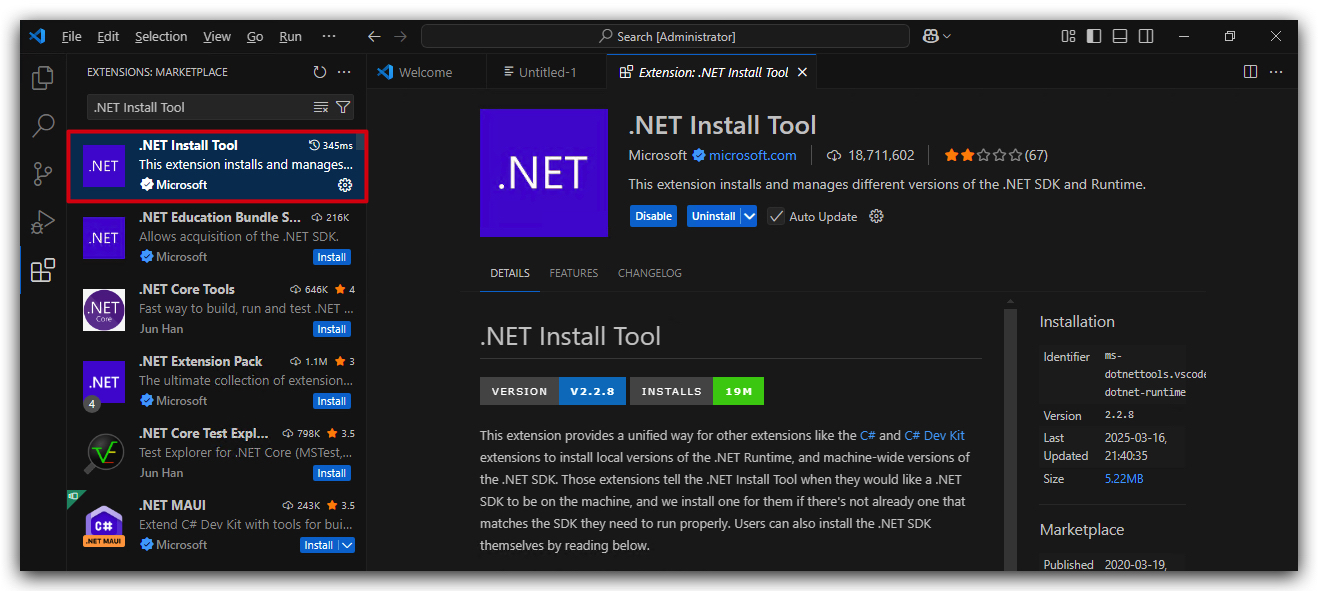 File Edit Selection View Go Run ··· Search [Administrator]
EXTENSIONS: MARKETPLACE
.NET Install Tool
.NET
.NET Install Tool 345ms
This extension installs and manages...
Microsoft
.NET
.NET Education Bundle S... 216K
Allows acquisition of the .NET SDK.
Microsoft Install
.NET Core
.NET Core Tools 646K 4
Fast way to build, run and test .NET ...
Jun Han Install
.NET
4
.NET Extension Pack 1.1M 3
The ultimate collection of extension...
Microsoft Install
.NET Core Test Expl... 798K 3.5
Test Explorer for .NET Core (MSTest,...
Jun Han Install
C#
.NET MAUI
.NET MAUI 243K 3.5
Extend C# Dev Kit with tools for bui...
Microsoft Install
Welcome Untitled-1 Extension: .NET Install Tool
.NET
.NET Install Tool
Microsoft microsoft.com 18,711,602 (67)
This extension installs and manages different versions of the .NET SDK and Runtime.
Disable Uninstall Auto Update
DETAILS FEATURES CHANGELOG
.NET Install Tool
VERSION V2.2.8 INSTALLS 19M
This extension provides a unified way for other extensions like the C# and C# Dev Kit
extensions to install local versions of the .NET Runtime, and machine-wide versions of
the .NET SDK. Those extensions tell the .NET Install Tool when they would like a .NET
SDK to be on the machine, and we install one for them if there's not already one that
matches the SDK they need to run properly. Users can also install the .NET SDK
themselves by reading below.
Installation
Identifier ms-
dotnettools.vscode
dotnet-runtime
Version 2.2.8
Last 2025-03-16,
Updated 21:40:35
Size 5.22MB
Marketplace
Published 2020-03-19,